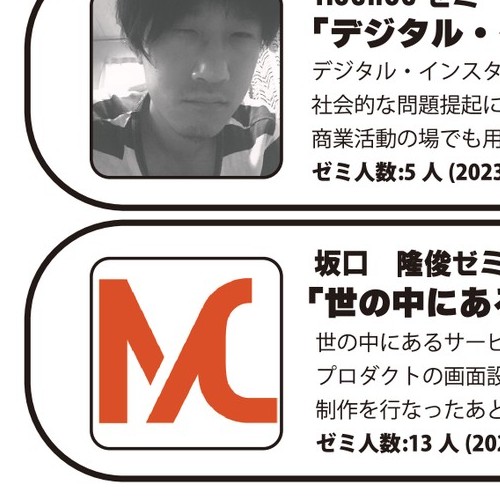 「デジタル・
デジタル・インスタ
社会的な問題提起に
商業活動の場でも用
ゼミ人数:5 人 (2023
MC
坂口　隆俊ゼミ
「世の中にある
世の中にあるサービ
プロダクトの画面設
制作を行なったあと
ゼミ人数:13 人 (202